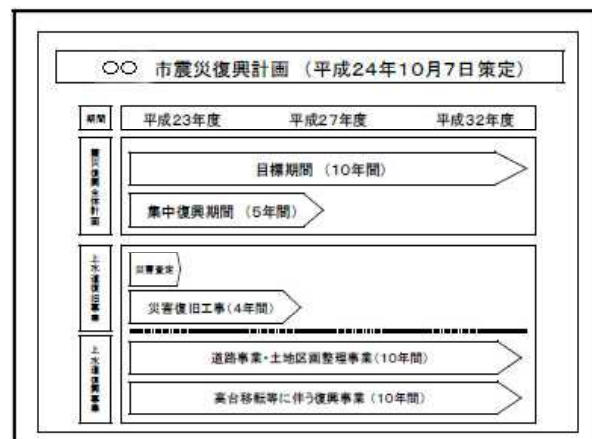 ○○ 市震災復興計画 (平成24年10月7日策定)
期間
平成23年度 平成27年度 平成32年度
震災復興全体計画
目標期間 (10年間)
集中復興期間 (5年間)
上水道復旧事業
災害査定
災害復旧工事(4年間)
上水道復興事業
道路事業・土地区画整理事業(10年間)
高台移転等に伴う復興事業(10年間)